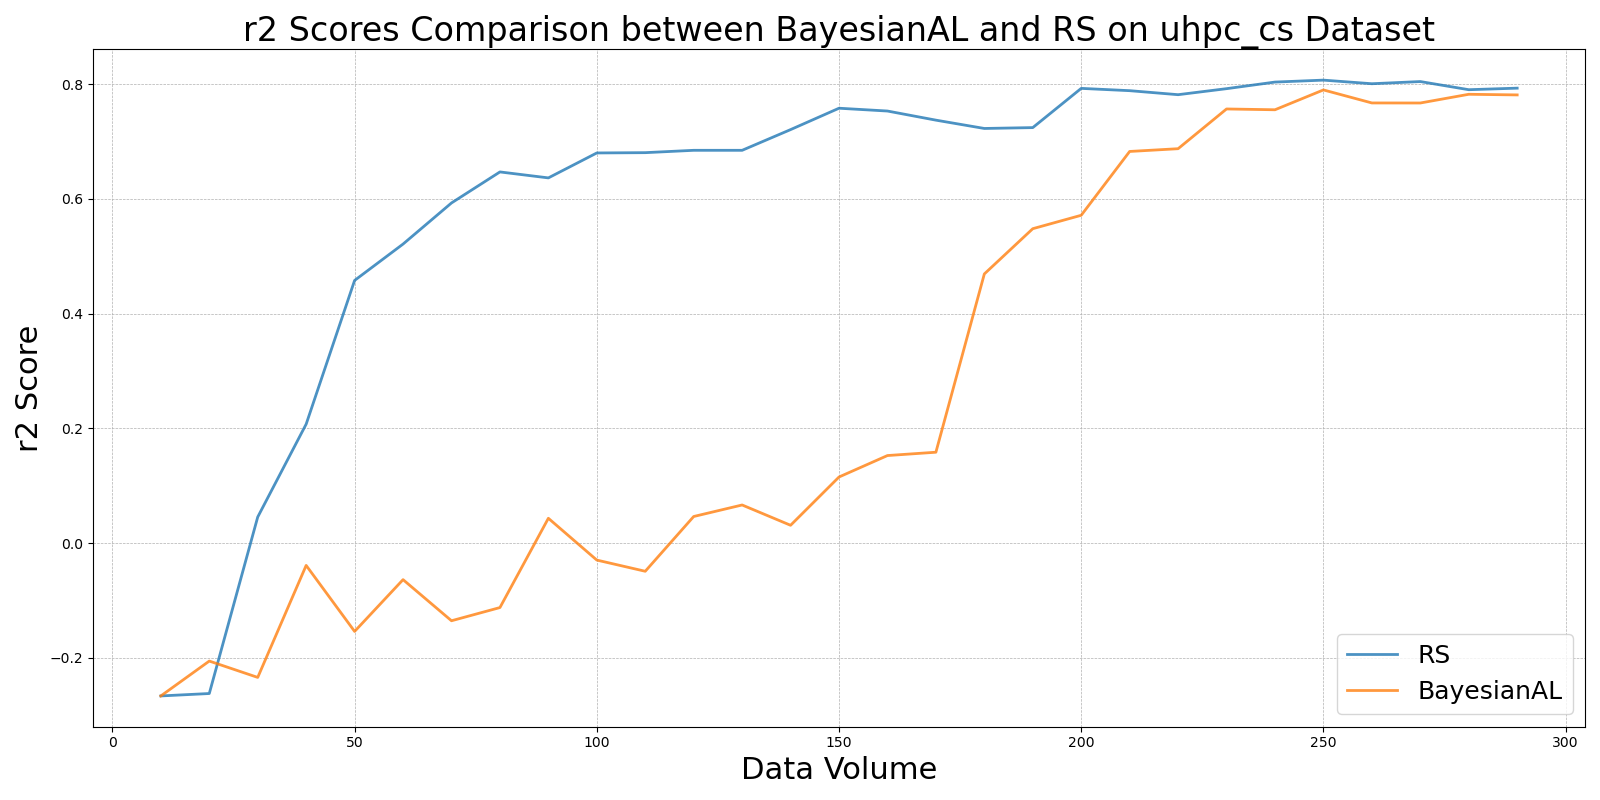 r2 Scores Comparison between BayesianAL and RS on uhpc_cs Dataset
r2 Score
0.8
0.6
0.4
0.2
0.0
−0.2
0 50 100 150 200 250 300
Data Volume
RS
BayesianAL